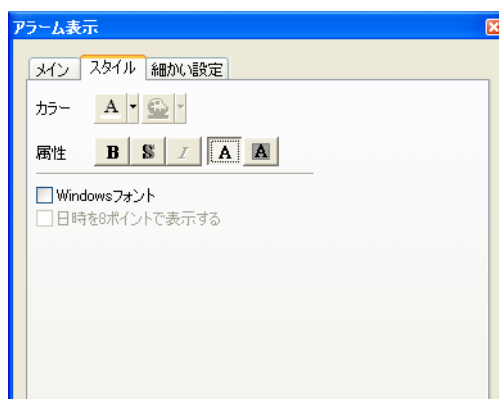 アラーム表示
メイン スタイル 細かい設定
カラー A
属性 B S I A A
Windowsフォント
日時を8ポイントで表示する